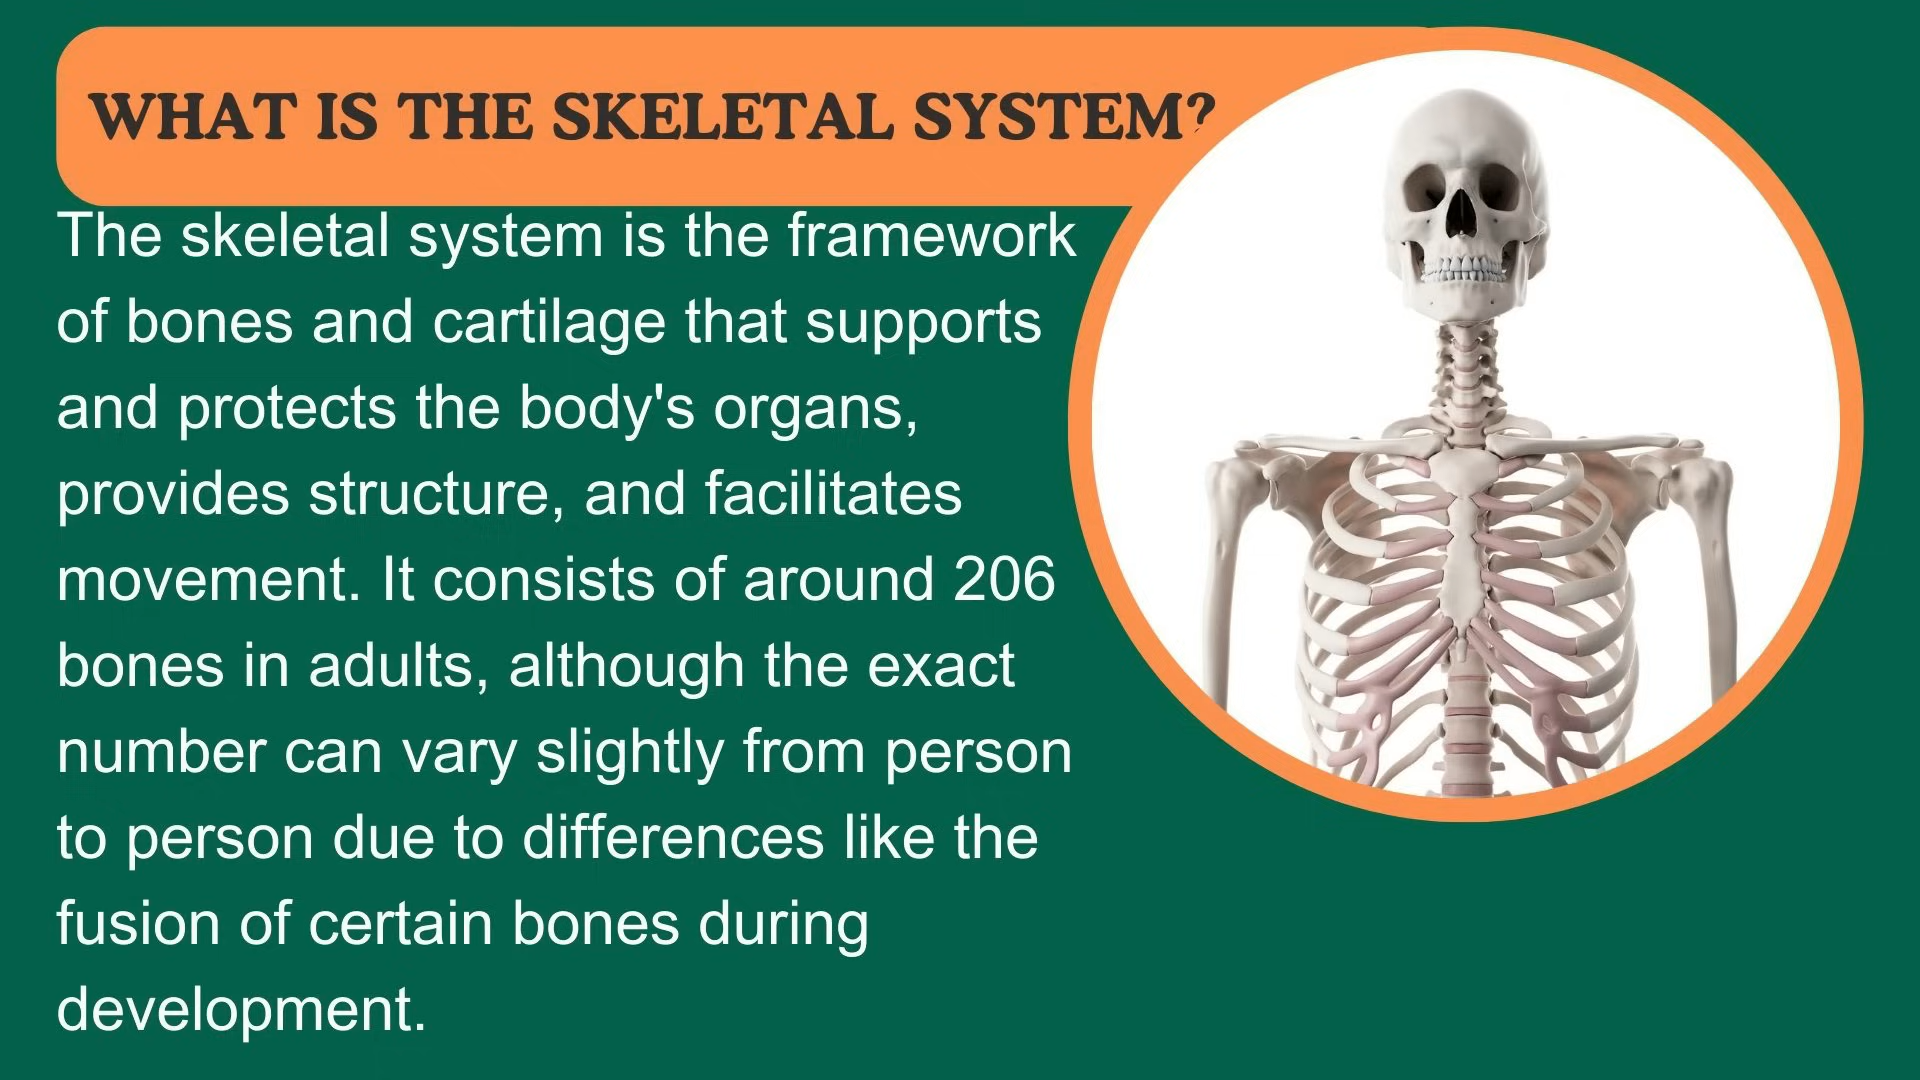 WHAT IS THE SKELETAL SYSTEM?
The skeletal system is the framework
of bones and cartilage that supports
and protects the body's organs,
provides structure, and facilitates
movement. It consists of around 206
bones in adults, although the exact
number can vary slightly from person
to person due to differences like the
fusion of certain bones during
development.